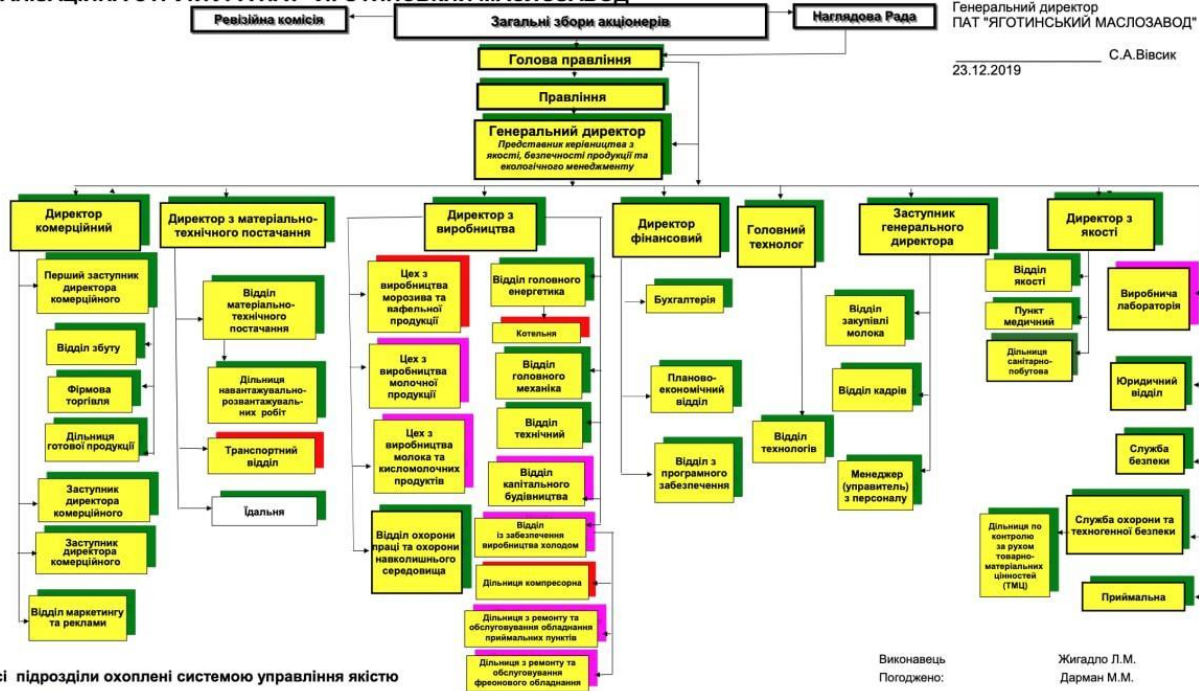 Ревізійна комісія
Загальні збори акціонерів
Наглядова Рада
Генеральний директор
ПАТ "ЯГОТИНСЬКИЙ МАСЛОЗАВОД"
С.А.Вівсик
23.12.2019
Голова правління
Правління
Генеральний директор
Представник керівництва з
якості, безпечності продукції та
екологічного менеджменту
Директор
комерційний
Перший заступник
директора
комерційного
Відділ збуту
Фірмова
торгівля
Дільниця
готової продукції
Заступник
директора
комерційного
Заступник
директора
комерційного
Відділ маркетингу
та реклами
Директор з матеріально-
технічного постачання
Відділ
матеріально-
технічного
постачання
Дільниця
навантажувально-
розвантажуваль-
них робіт
Транспортний
відділ
Їдальня
Директор з
виробництва
Цех з
виробництва
морозива та
вафельної
продукції
Цех з
виробництва
молочної
продукції
Цех з
виробництва
молока та
кисломолочних
продуктів
Відділ охорони
праці та охорони
навколишнього
середовища
Відділ головного
енергетика
Котельня
Відділ
головного
механіка
Відділ
технічний
Відділ
капітального
будівництва
Відділ
із забезпечення
виробництва холодом
Дільниця компресорна
Дільниця з ремонту та
обслуговування обладнання
приймальних пунктів
Дільниця з ремонту та
обслуговування
фреонового обладнання
Директор
фінансовий
Бухгалтерія
Планово-
економічний
відділ
Відділ з
програмного
забезпечення
Головний
технолог
Відділ
технологів
Заступник
генерального
директора
Відділ
закупівлі
молока
Відділ кадрів
Менеджер
(управитель)
з персоналу
Директор з
якості
Відділ
якості
Пункт
медичний
Дільниця
санітарно-
побутова
Виробнича
лабораторія
Юридичний
відділ
Служба
безпеки
Служба охорони та
техногенної безпеки
Дільниця по
контролю
за рухом
товарно-
матеріальних
цінностей
(ТМЦ)
Приймальна
підрозділи охоплені системою управління якістю
Виконавець Жигадло Л.М.
Погоджено: Дарман М.М.